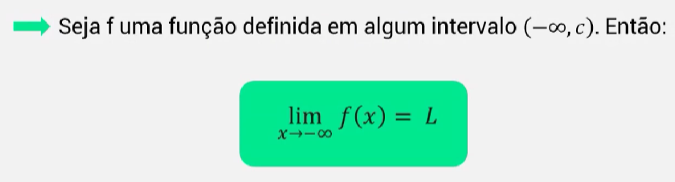 Seja f uma função definida em algum intervalo (−∞, c). Então:
lim f(x) = L
x→−∞